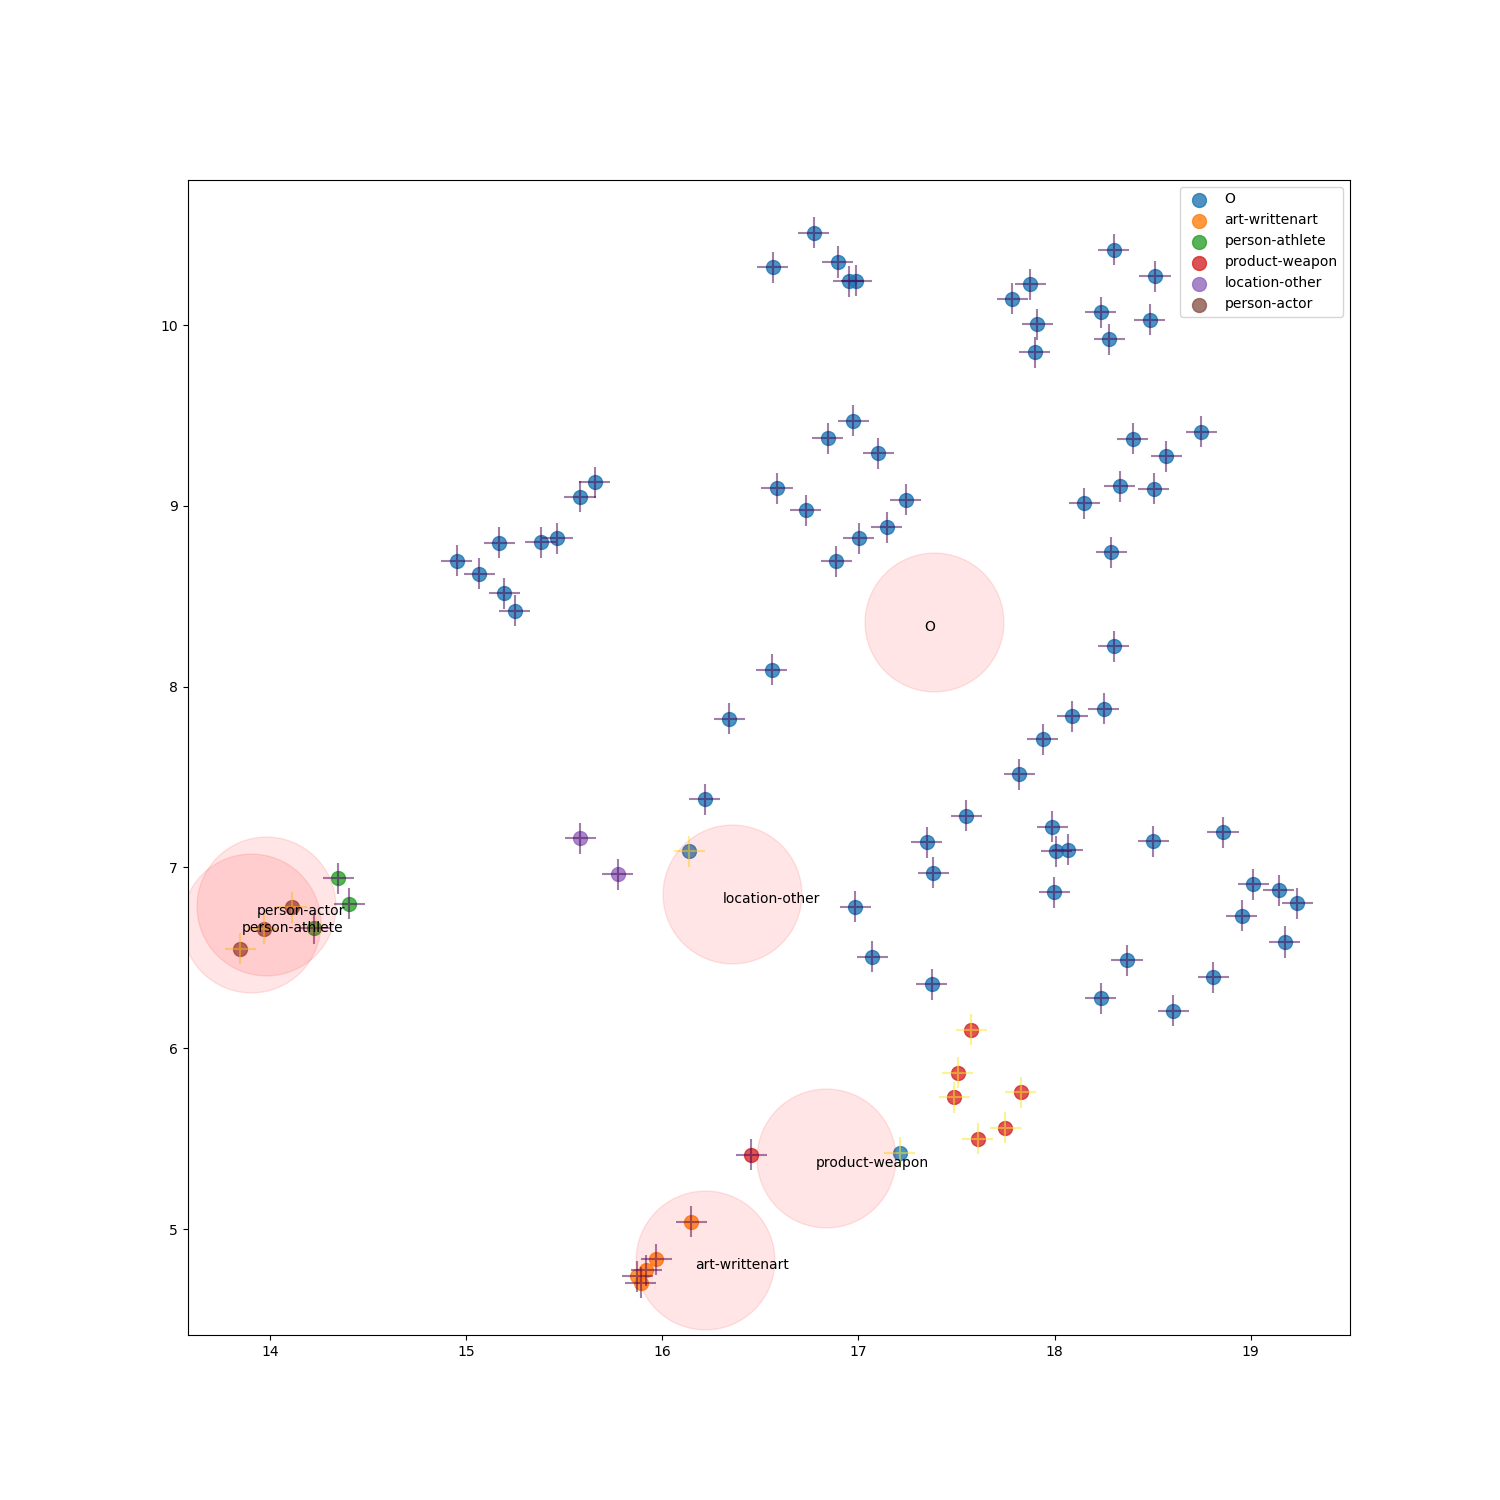 O
art-writtenart
person-athlete
product-weapon
location-other
person-actor
10
9
8
7
6
5
O
location-other
person-actor
person-athlete
product-weapon
art-writtenart
14
15
16
17
18
19